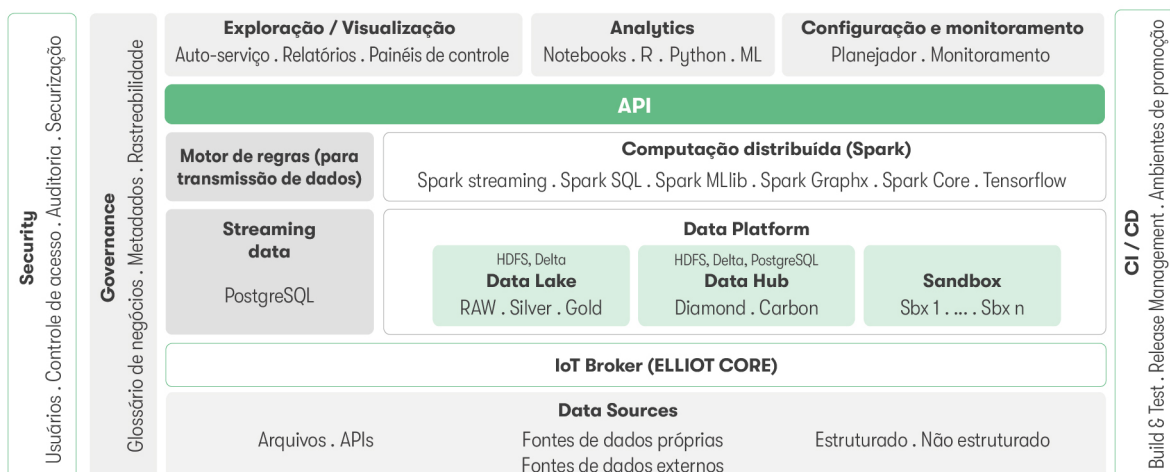 Security
Usuários . Controle de acesso . Auditoria . Securização
Governance
Glossário de negócios . Metadados . Rastreabilidade
Exploração / Visualização
Auto-serviço . Relatórios . Painéis de controle
Analytics
Notebooks . R . Python . ML
Configuração e monitoramento
Planejador . Monitoramento
API
Motor de regras (para
transmissão de dados)
Computação distribuída (Spark)
Spark streaming . Spark SQL . Spark MLlib . Spark Graphx . Spark Core . Tensorflow
Streaming
data
PostgreSQL
Data Platform
HDFS, Delta
Data Lake
RAW . Silver . Gold
HDFS, Delta, PostgreSQL
Data Hub
Diamond . Carbon
Sandbox
Sbx 1 . ... . Sbx n
IoT Broker (ELLIOT CORE)
Data Sources
Arquivos . APIs
Fontes de dados próprias
Fontes de dados externos
Estruturado . Não estruturado
CI / CD
Build & Test . Release Management . Ambientes de promoção